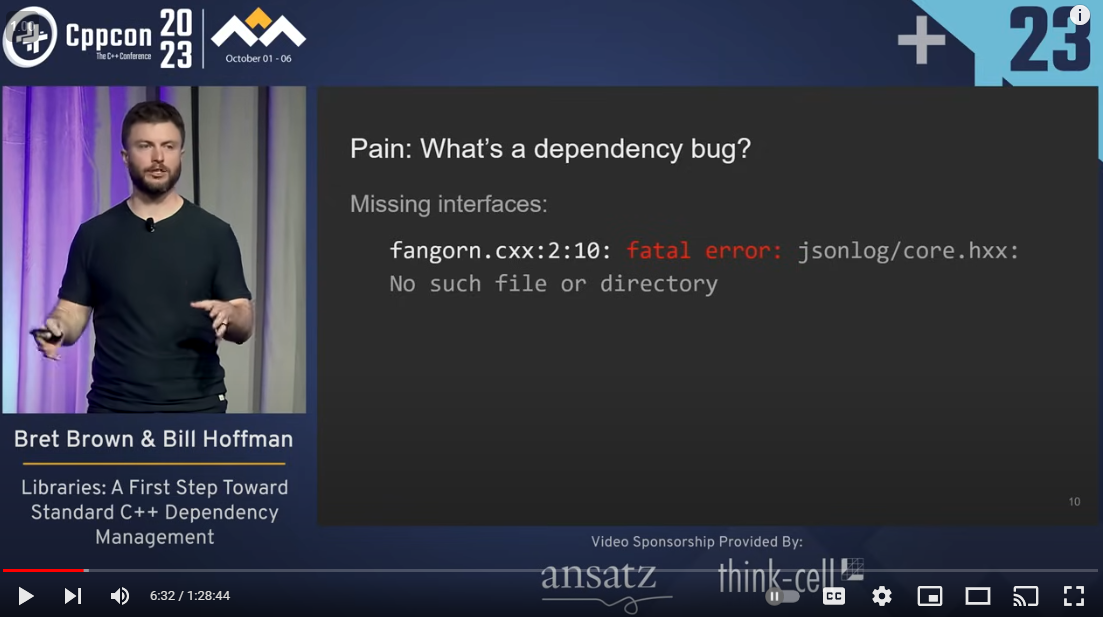 Cppcon
The C++ Conference
20
23
October 01 - 06
23
Pain: What's a dependency bug?
Missing interfaces:
fangorn.cxx:2:10: fatal error: jsonlog/core.hxx:
No such file or directory
10
Bret Brown & Bill Hoffman
Libraries: A First Step Toward
Standard C++ Dependency
Management
Video Sponsorship Provided By:
ansatz
think-cell
6:32 / 1:28:44
CC